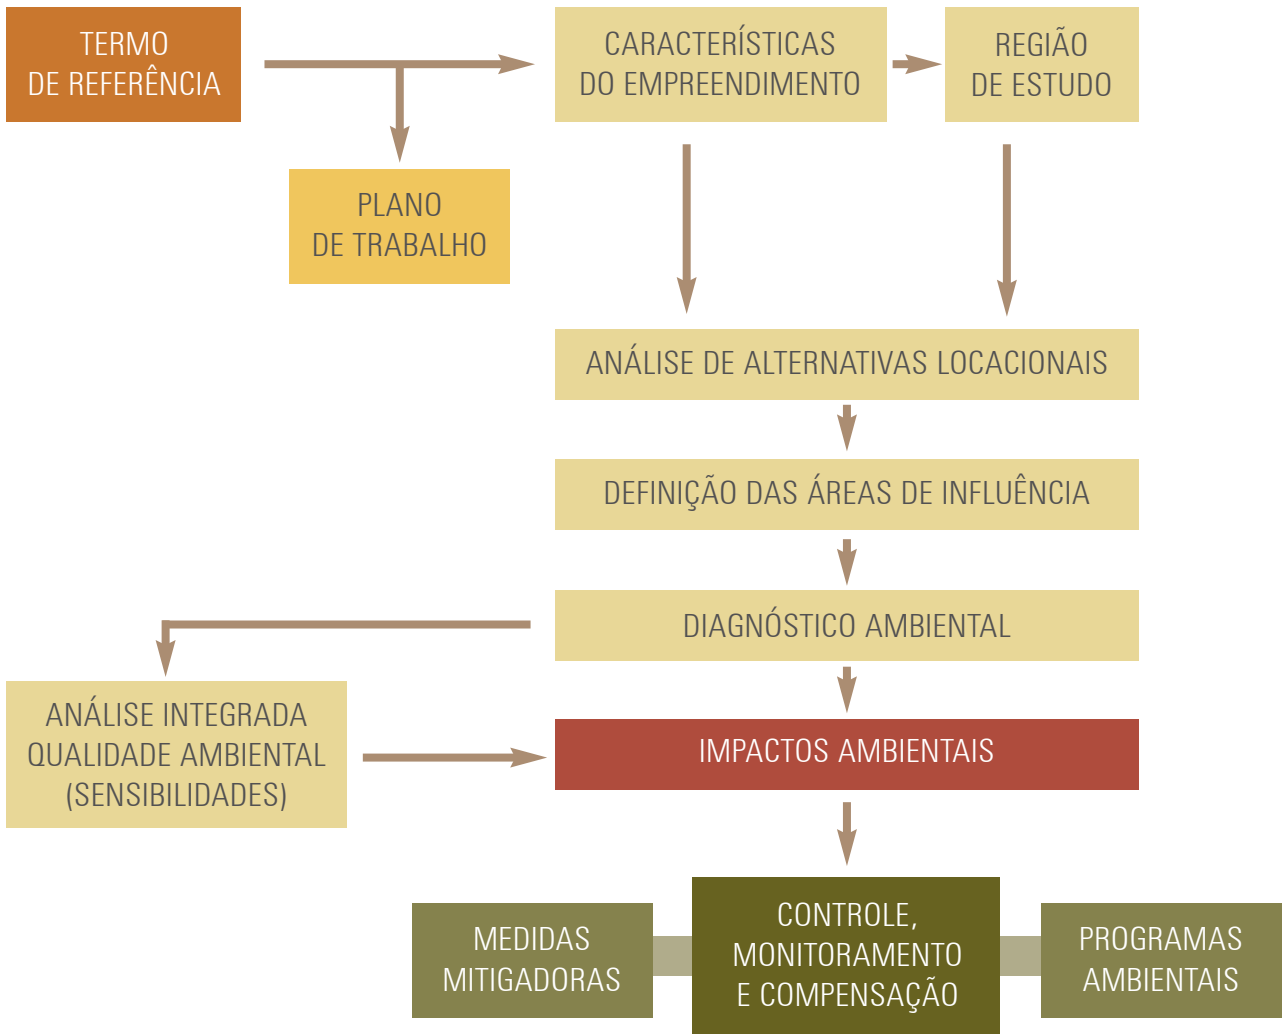 TERMO
DE REFERÊNCIA
CARACTERÍSTICAS
DO EMPREENDIMENTO
REGIÃO
DE ESTUDO
PLANO
DE TRABALHO
ANÁLISE DE ALTERNATIVAS LOCACIONAIS
DEFINIÇÃO DAS ÁREAS DE INFLUÊNCIA
DIAGNÓSTICO AMBIENTAL
ANÁLISE INTEGRADA
QUALIDADE AMBIENTAL
(SENSIBILIDADES)
IMPACTOS AMBIENTAIS
MEDIDAS
MITIGADORAS
CONTROLE,
MONITORAMENTO
E COMPENSAÇÃO
PROGRAMAS
AMBIENTAIS